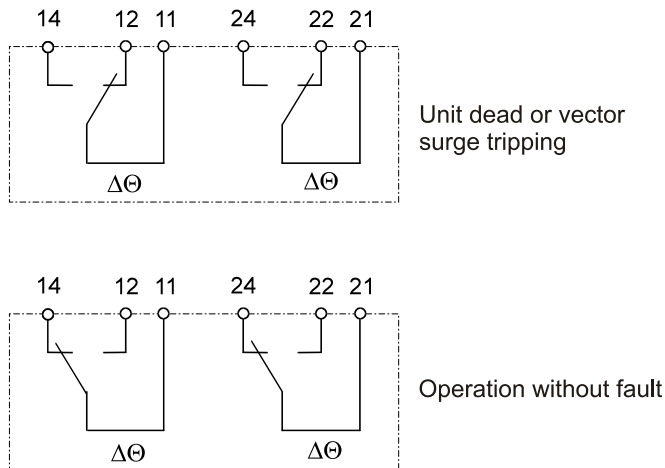 14 12 11 24 22 21
Unit dead or vector
surge tripping
ΔΘ ΔΘ
14 12 11 24 22 21
Operation without fault
ΔΘ ΔΘ